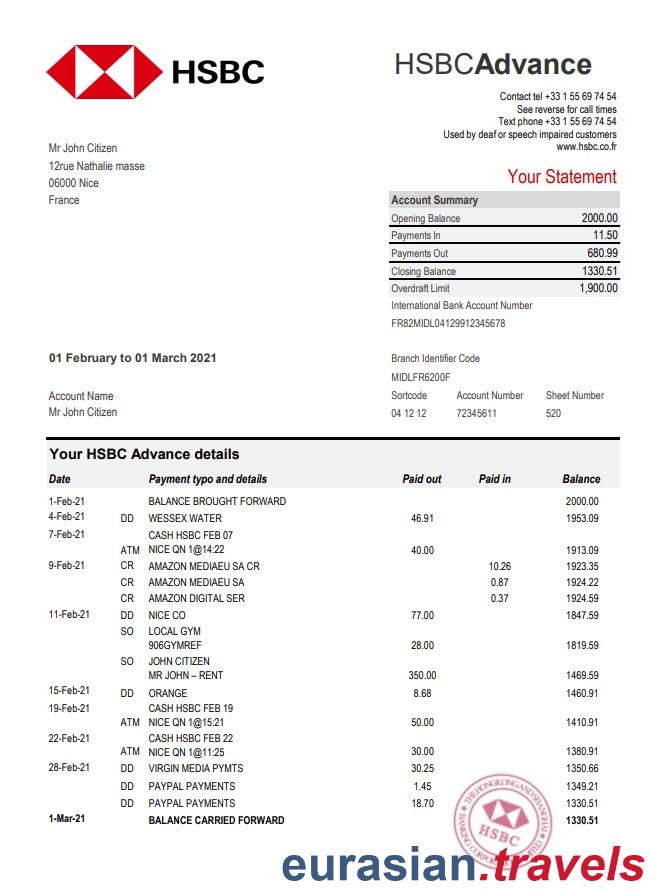 HSBC
HSBCAdvance
Contact tel +33 1 55 69 74 54
See reverse for call times
Text phone +33 1 55 69 74 54
Used by deaf or speech impaired customers
www.hsbc.co.fr
Mr John Citizen
12rue Nathalie masse
06000 Nice
France
Your Statement
Account Summary
Opening Balance 2000.00
Payments In 11.50
Payments Out 680.99
Closing Balance 1330.51
Overdraft Limit 1,900.00
International Bank Account Number
FR82MIDL04129912345678
01 February to 01 March 2021
Branch Identifier Code
MIDLFR6200F
Account Name
Mr John Citizen
Sortcode Account Number Sheet Number
04 12 12 72345611 520
Your HSBC Advance details
Date Payment typo and details Paid out Paid in Balance
1-Feb-21 BALANCE BROUGHT FORWARD 2000.00
4-Feb-21 DD WESSEX WATER 46.91 1953.09
7-Feb-21 CASH HSBC FEB 07
ATM NICE QN 1@14:22 40.00 1913.09
9-Feb-21 CR AMAZON MEDIAEU SA CR 10.26 1923.35
CR AMAZON MEDIAEU SA 0.87 1924.22
CR AMAZON DIGITAL SER 0.37 1924.59
11-Feb-21 DD NICE CO 77.00 1847.59
SO LOCAL GYM
906GYMREF 28.00 1819.59
SO JOHN CITIZEN
MR JOHN – RENT 350.00 1469.59
15-Feb-21 DD ORANGE 8.68 1460.91
19-Feb-21 CASH HSBC FEB 19
ATM NICE QN 1@15:21 50.00 1410.91
22-Feb-21 CASH HSBC FEB 22
ATM NICE QN 1@11:25 30.00 1380.91
28-Feb-21 DD VIRGIN MEDIA PYMTS 30.25 1350.66
DD PAYPAL PAYMENTS 1.45 1349.21
DD PAYPAL PAYMENTS 18.70 1330.51
1-Mar-21 BALANCE CARRIED FORWARD 1330.51
THE HONGKONG AND SHANGHAI
HSBC
BANKING CORPORATION LIMITED
eurasian.travels